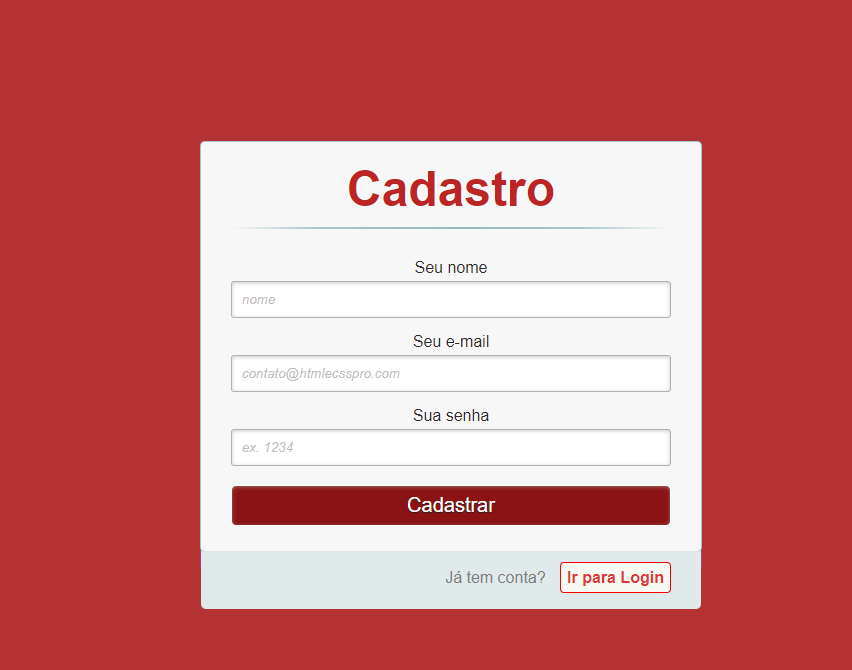 Cadastro
Seu nome
nome
Seu e-mail
contato@htmlecsspro.com
Sua senha
ex. 1234
Cadastrar
Já tem conta? Ir para Login